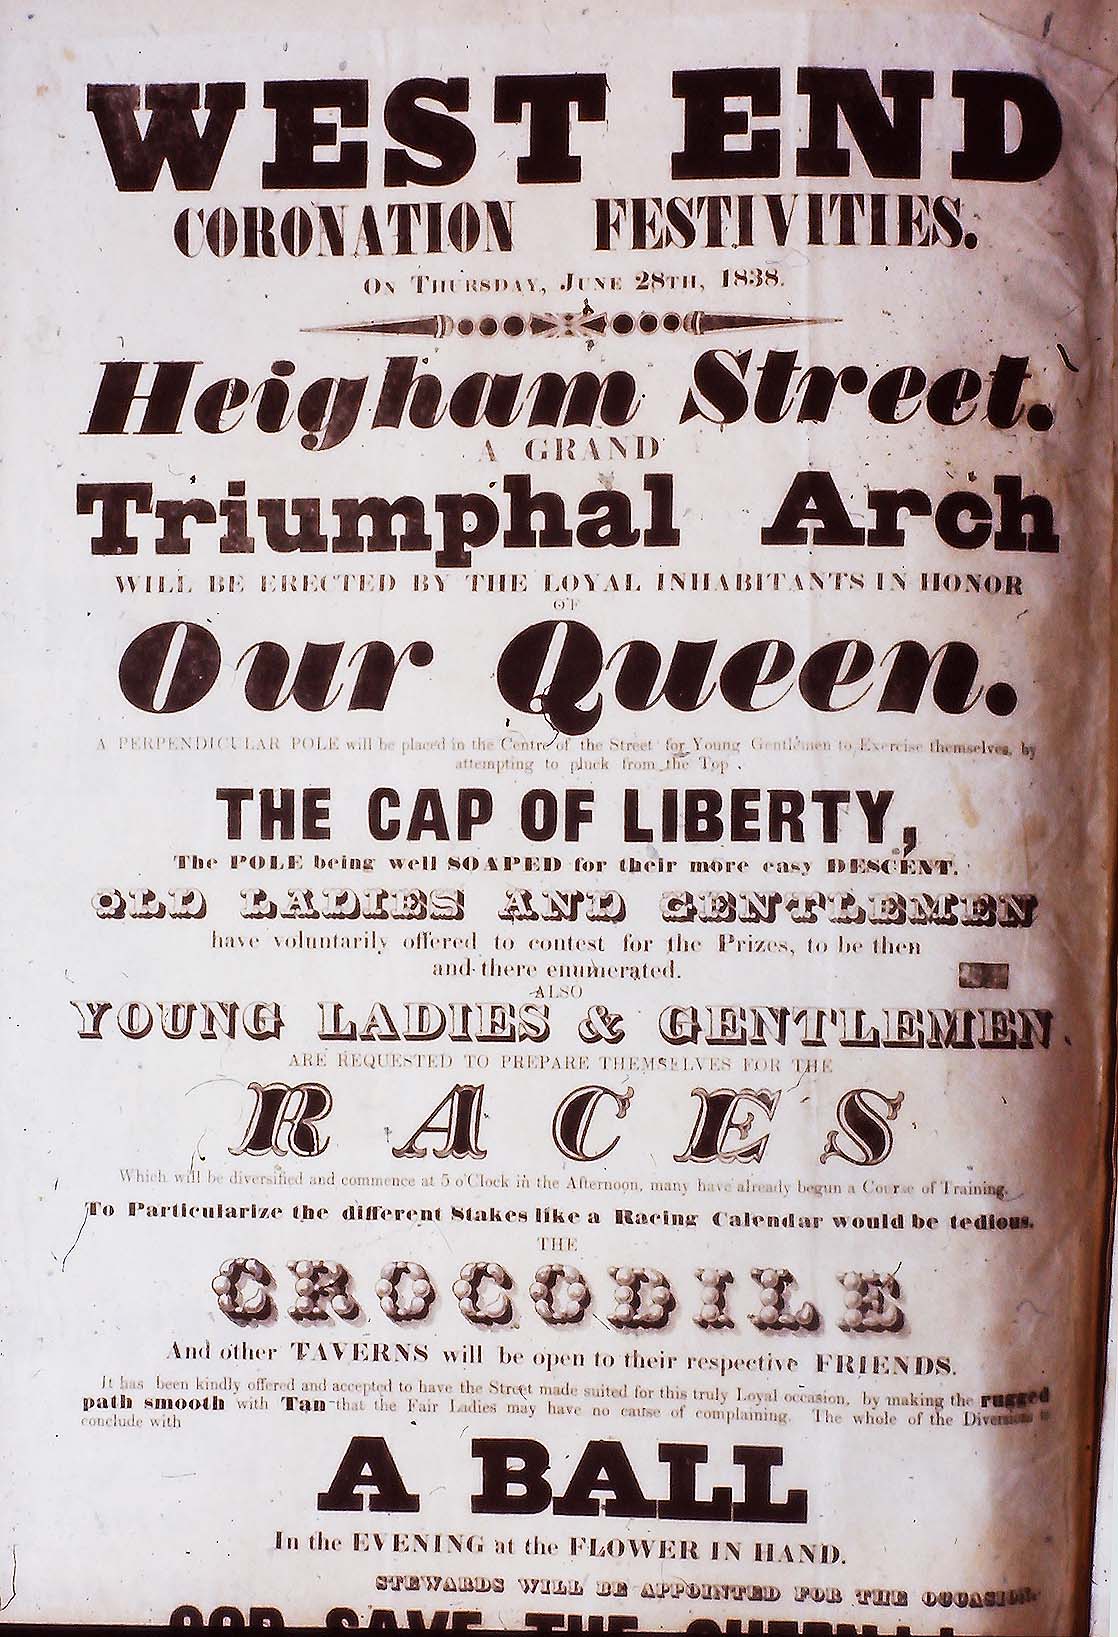 WEST END
CORONATION FESTIVITIES.
ON THURSDAY, JUNE 28TH, 1838.
Heigham Street.
A GRAND
Triumphal Arch
WILL BE ERECTED BY THE LOYAL INHABITANTS IN HONOR
OF
Our Queen.
A PERPENDICULAR POLE will be placed in the Centre of the Street for Young Gentlemen to Exercise themselves, by
attempting to pluck from the Top
THE CAP OF LIBERTY,
The POLE being well SOAPED for their more easy DESCENT.
OLD LADIES AND GENTLEMEN
have voluntarily offered to contest for the Prizes, to be then
and there enumerated.
ALSO
YOUNG LADIES & GENTLEMEN
ARE REQUESTED TO PREPARE THEMSELVES FOR THE
RACES
Which will be diversified and commence at 5 o'Clock in the Afternoon, many have already begun a Course of Training.
To Particularize the different Stakes like a Racing Calendar would be tedious.
THE
CROCODILE
And other TAVERNS will be open to their respective FRIENDS.
It has been kindly offered and accepted to have the Street made suited for this truly Loyal occasion, by making the rugged
path smooth with Tan that the Fair Ladies may have no cause of complaining. The whole of the Diversions to
conclude with
A BALL
In the EVENING at the FLOWER IN HAND.
STEWARDS WILL BE APPOINTED FOR THE OCCASION.
GOD SAVE THE QUEEN!!